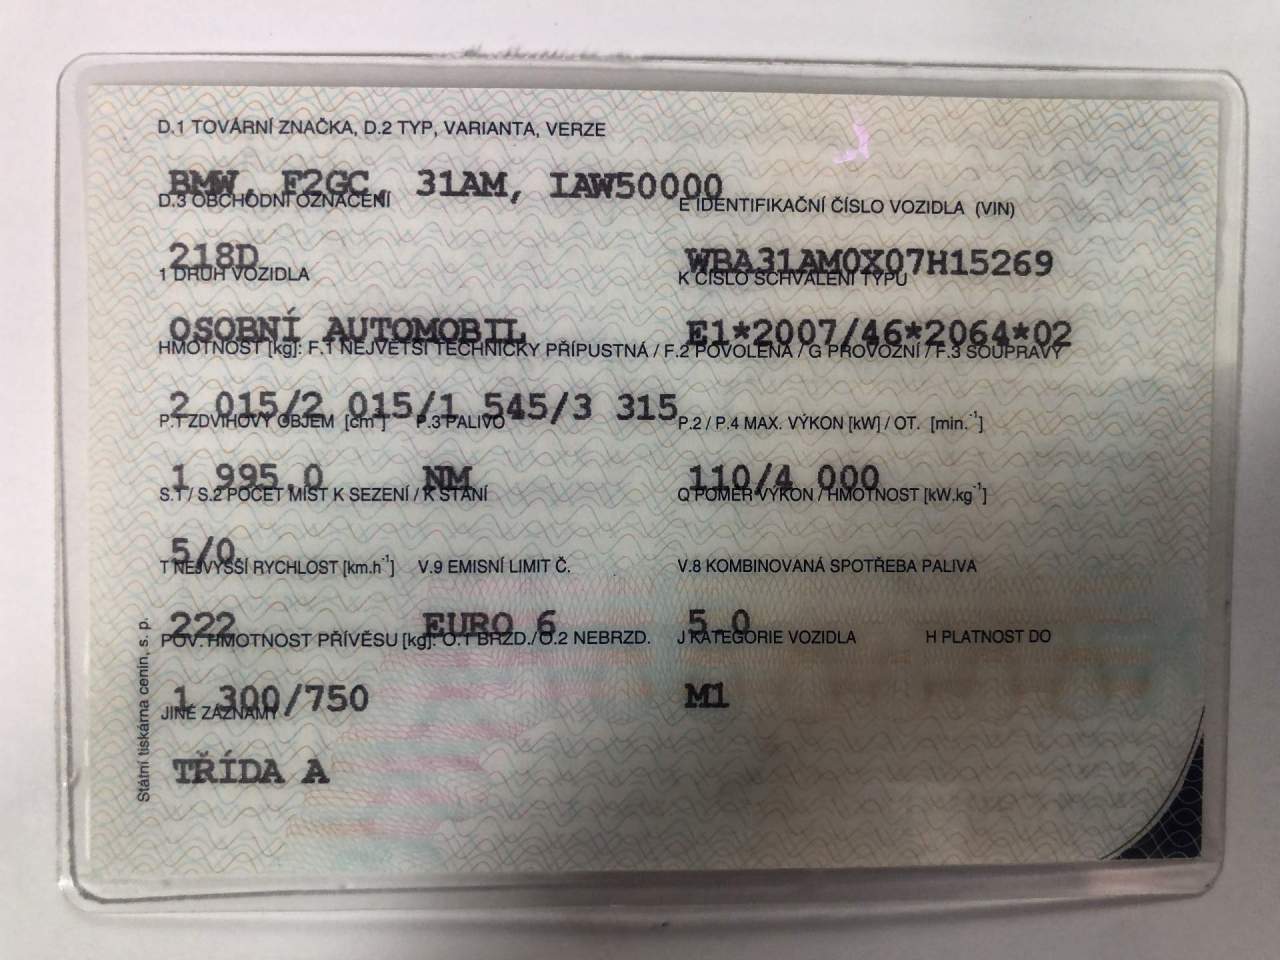 D.1 TOVÁRNÍ ZNAČKA, D.2 TYP, VARIANTA, VERZE
BMW, F2GC, 31AM, IAW50000
D.3 OBCHODNÍ OZNAČENÍ E IDENTIFIKAČNÍ ČÍSLO VOZIDLA (VIN)
218D WBA31AM0X07H15269
1 DRUH VOZIDLA K ČÍSLO SCHVÁLENÍ TYPU
OSOBNÍ AUTOMOBIL E1*2007/46*2064*02
HMOTNOST [kg]: F.1 NEJVĚTŠÍ TECHNICKY PŘÍPUSTNÁ / F.2 POVOLENÁ / G PROVOZNÍ / F.3 SOUPRAVY
2 015/2 015/1 545/3 315
P.1 ZDVIHOVÝ OBJEM [cm³] P.3 PALIVO P.2 / P.4 MAX. VÝKON [kW] / OT. [min.⁻¹]
1 995.0 NM 110/4 000
S.1 / S.2 POČET MÍST K SEZENÍ / K STÁNÍ Q POMĚR VÝKON / HMOTNOST [kW.kg⁻¹]
5/0
T NEJVYŠŠÍ RYCHLOST [km.h⁻¹] V.9 EMISNÍ LIMIT Č. V.8 KOMBINOVANÁ SPOTŘEBA PALIVA
222 EURO 6 5.0
POV. HMOTNOST PŘÍVĚSU [kg]: O.1 BRZD./ O.2 NEBRZD. J KATEGORIE VOZIDLA H PLATNOST DO
1 300/750 M1
JINÉ ZÁZNAMY
TŘÍDA A
Státní tiskárna cenin, s. p.